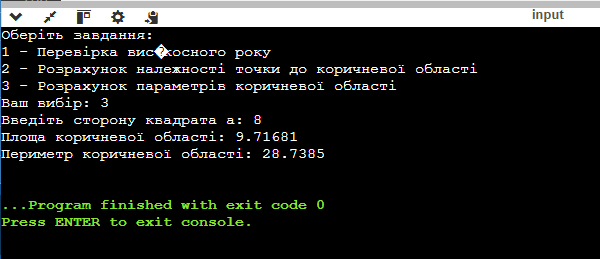 input
Оберіть завдання:
1 - Перевірка вис�косного року
2 - Розрахунок належності точки до коричневої області
3 - Розрахунок параметрів коричневої області
Ваш вибір: 3
Введіть сторону квадрата a: 8
Площа коричневої області: 9.71681
Периметр коричневої області: 28.7385
...Program finished with exit code 0
Press ENTER to exit console.